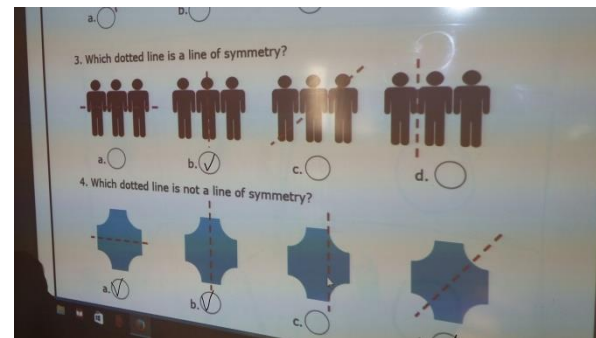 a. b.
3. Which dotted line is a line of symmetry?
a. b. c. d.
4. Which dotted line is not a line of symmetry?
a. b. c.